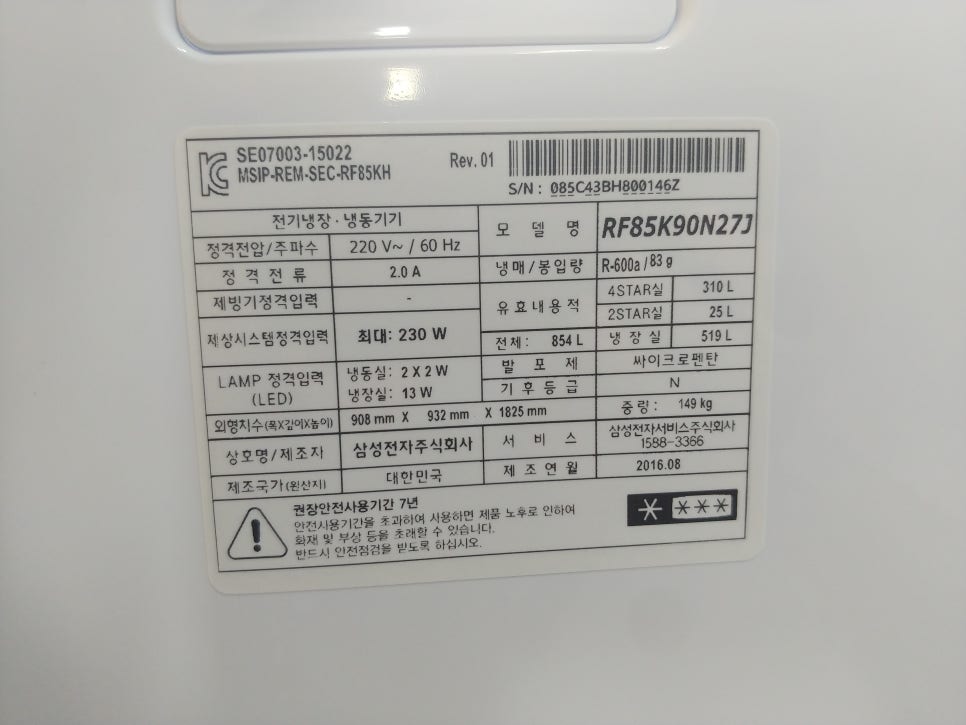 SE07003-15022
MSIP-REM-SEC-RF85KH
Rev. 01
S/N : 085C43BH800146Z
전기냉장·냉동기기
모 델 명 RF85K90N27J
정격전압/주파수 220 V~ / 60 Hz
냉매/봉입량 R-600a / 83 g
정 격 전 류 2.0 A
유효내용적 4STAR실 310 L
2STAR실 25 L
냉 장 실 519 L
전체: 854 L
제빙기정격입력 -
제상시스템정격입력 최대: 230 W
발 포 제 싸이크로펜탄
LAMP 정격입력 (LED) 냉동실: 2 X 2 W
냉장실: 13 W
기 후 등 급 N
외형치수(폭X깊이X높이) 908 mm X 932 mm X 1825 mm
중량: 149 kg
상호명/제조자 삼성전자주식회사
서 비 스 삼성전자서비스주식회사
1588-3366
제조국가(원산지) 대한민국
제 조 연 월 2016.08
권장안전사용기간 7년
안전사용기간을 초과하여 사용하면 제품 노후로 인하여
화재 및 부상 등을 초래할 수 있습니다.
반드시 안전점검을 받도록 하십시오.